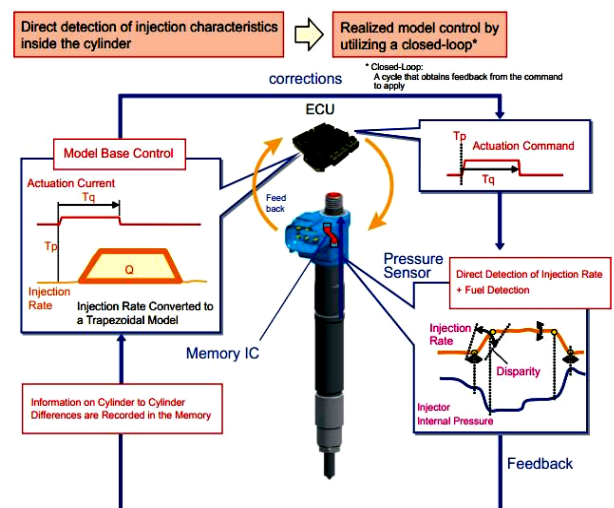 Direct detection of injection characteristics
inside the cylinder
Realized model control by
utilizing a closed-loop*
* Closed-Loop:
A cycle that obtains feedback from the command
to apply
corrections
ECU
Model Base Control
Actuation Current
Tq
Tp
Q
Injection
Rate
Injection Rate Converted to
a Trapezoidal Model
Feed
back
Tp
Actuation Command
Tq
Pressure
Sensor
Direct Detection of Injection Rate
+ Fuel Detection
Injection
Rate
Disparity
Injector
Internal Pressure
Memory IC
Information on Cylinder to Cylinder
Differences are Recorded in the Memory
Feedback